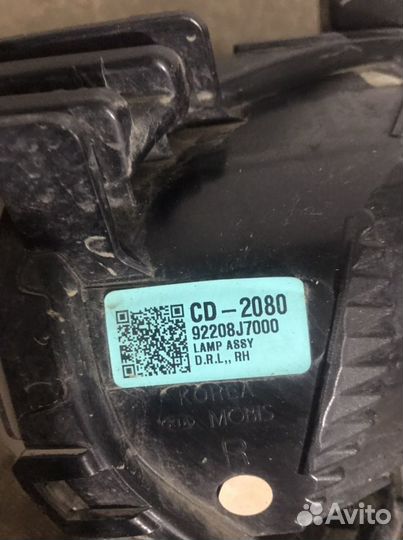 CD-2080
92208J7000
LAMP ASSY
D.R.L,, RH
KOREA
MOBIS
R
Avito